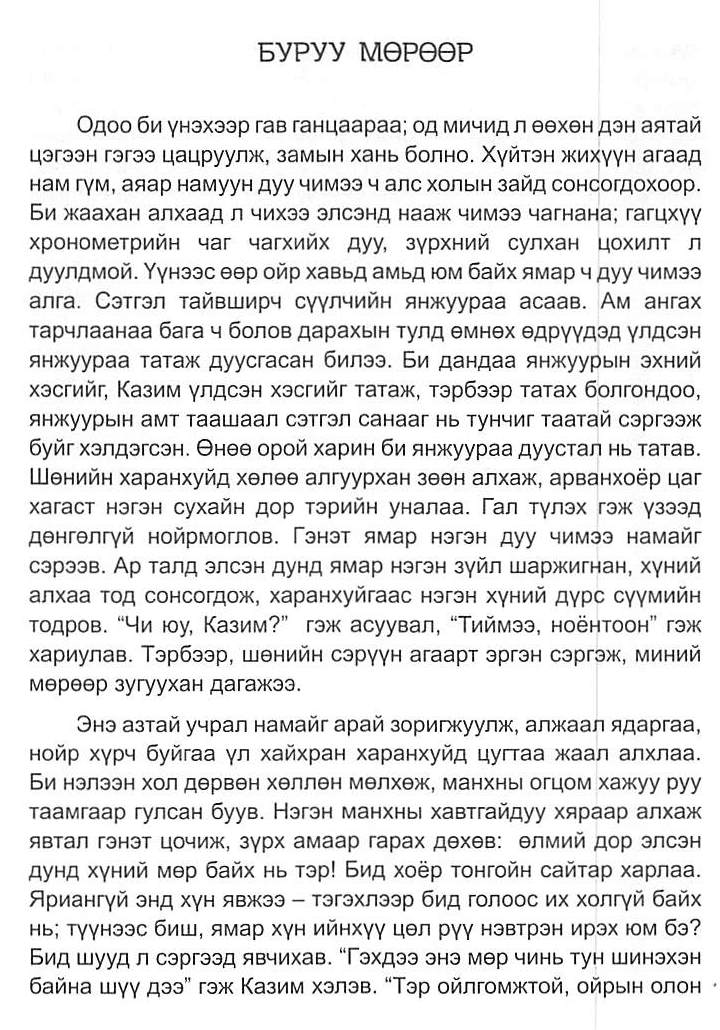 БУРУУ МӨРӨӨР
Одоо би үнэхээр гав ганцаараа; од мичид л өөхөн дэн аятай
цэгээн гэгээ цацруулж, замын хань болно. Хүйтэн жихүүн агаад
нам гүм, аяар намуун дуу чимээ ч алс холын зайд сонсогдохоор.
Би жаахан алхаад л чихээ элсэнд нааж чимээ чагнана; гагцхүү
хронометрийн чаг чагхийх дуу, зүрхний сулхан цохилт л
дуулдмой. Үүнээс өөр ойр хавьд амьд юм байх ямар ч дуу чимээ
алга. Сэтгэл тайвширч сүүлчийн янжуураа асаав. Ам ангах
тарчлаанаа бага ч болов дарахын тулд өмнөх өдрүүдэд үлдсэн
янжуураа татаж дуусгасан билээ. Би дандаа янжуурын эхний
хэсгийг, Казим үлдсэн хэсгийг татаж, тэрбээр татах болгондоо,
янжуурын амт таашаал сэтгэл санааг нь тунчиг таатай сэргээж
буйг хэлдэгсэн. Өнөө орой харин би янжуураа дуустал нь татав.
Шөнийн харанхуйд хөлөө алгуурхан зөөн алхаж, арванхоёр цаг
хагаст нэгэн сухайн дор тэрийн уналаа. Гал түлэх гэж үзээд
дөнгөлгүй нойрмоглов. Гэнэт ямар нэгэн дуу чимээ намайг
сэрээв. Ар талд элсэн дунд ямар нэгэн зүйл шаржигнан, хүний
алхаа тод сонсогдож, харанхуйгаас нэгэн хүний дүрс сүүмийн
тодров. “Чи юу, Казим?”  гэж асуувал, “Тиймээ, ноёнтоон” гэж
хариулав. Тэрбээр, шөнийн сэрүүн агаарт эргэн сэргэж, миний
мөрөөр зугуухан дагажээ.
Энэ азтай учрал намайг арай зоригжуулж, алжаал ядаргаа,
нойр хүрч буйгаа үл хайхран харанхуйд цугтаа жаал алхлаа.
Би нэлээн хол дөрвөн хөллөн мөлхөж, манхны огцом хажуу руу
таамгаар гулсан буув. Нэгэн манхны хавтгайдуу хяраар алхаж
явтал гэнэт цочиж, зүрх амаар гарах дөхөв:  өлмий дор элсэн
дунд хүний мөр байх нь тэр! Бид хоёр тонгойн сайтар харлаа.
Яриангүй энд хүн явжээ – тэгэхлээр бид голоос их холгүй байх
нь; түүнээс биш, ямар хүн ийнхүү цөл рүү нэвтрэн ирэх юм бэ?
Бид шууд л сэргээд явчихав. “Гэхдээ энэ мөр чинь тун шинэхэн
байна шүү дээ” гэж Казим хэлэв. “Тэр ойлгомжтой, ойрын олон